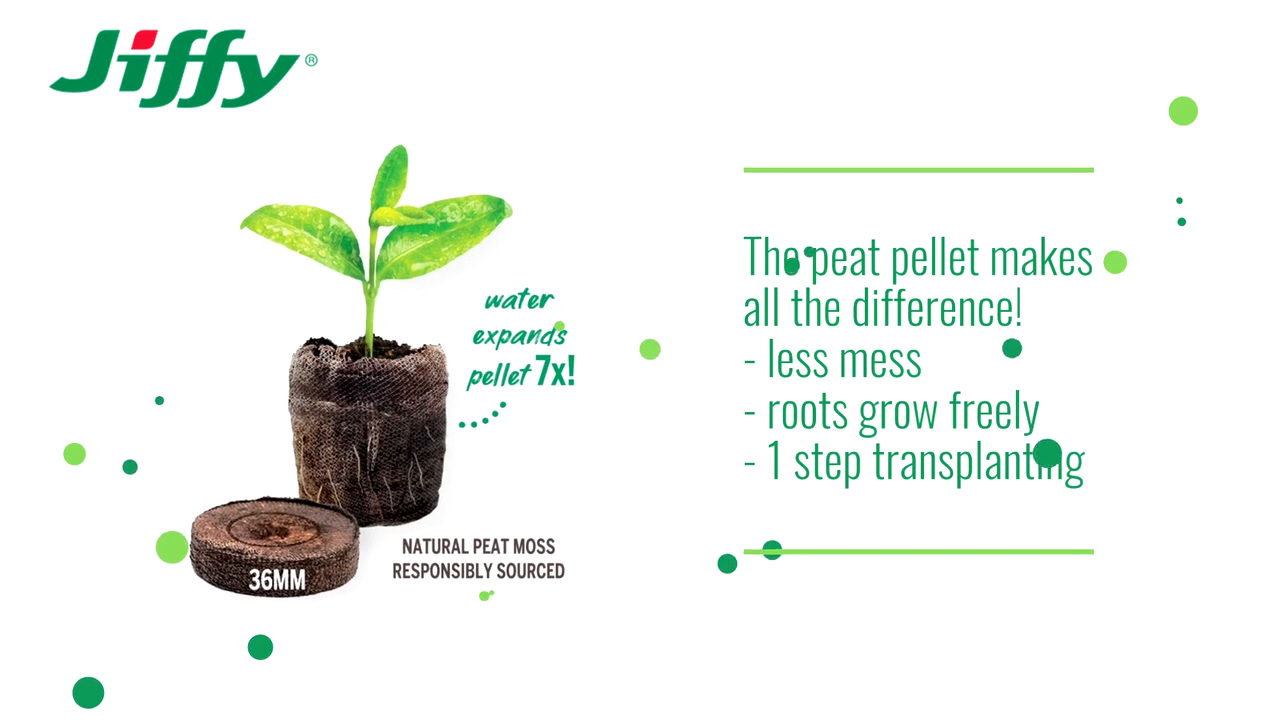 Jiffy®
water
expands
pellet 7x!
36MM
NATURAL PEAT MOSS
RESPONSIBLY SOURCED
The peat pellet makes
all the difference!
- less mess
- roots grow freely
- 1 step transplanting